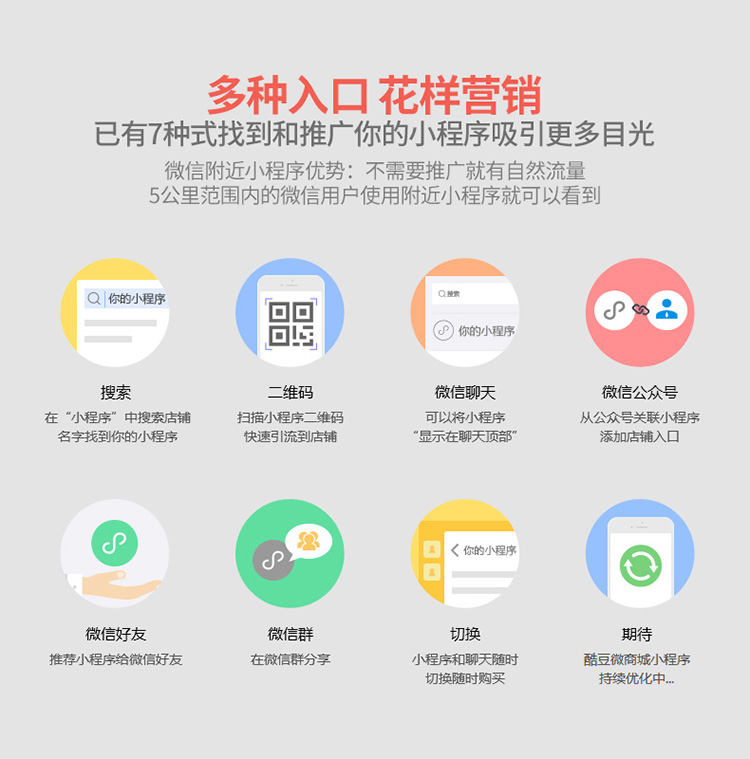 多种入口 花样营销
已有7种式找到和推广你的小程序吸引更多目光
微信附近小程序优势：不需要推广就有自然流量
5公里范围内的微信用户使用附近小程序就可以看到
你的小程序
搜索
你的小程序
搜索
在“小程序”中搜索店铺
名字找到你的小程序
二维码
扫描小程序二维码
快速引流到店铺
微信聊天
可以将小程序
“显示在聊天顶部”
微信公众号
从公众号关联小程序
添加店铺入口
你的小程序
微信好友
推荐小程序给微信好友
微信群
在微信群分享
切换
小程序和聊天随时
切换随时购买
期待
酷豆微商城小程序
持续优化中...